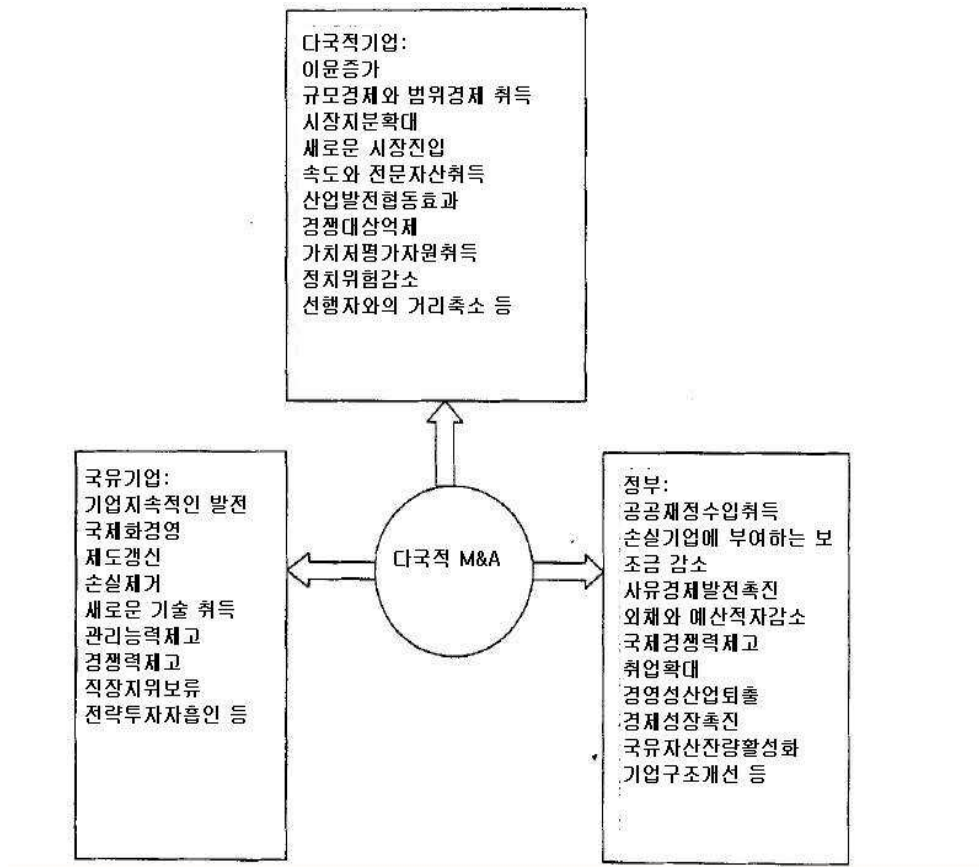 다국적기업:
이윤증가
규모경제와 범위경제 취득
시장지분확대
새로운 시장진입
속도와 전문자산취득
산업발전협동효과
경쟁대상억제
가치저평가자원취득
정치위험감소
선행자와의 거리축소 등
국유기업:
기업지속적인 발전
국제화경영
제도갱신
손실제거
새로운 기술 취득
관리능력제고
경쟁력제고
직장지위보류
전략투자자흡인 등
다국적 M&A
정부:
공공재정수입취득
손실기업에 부여하는 보
조금 감소
사유경제발전촉진
외채와 예산적자감소
국제경쟁력제고
취업확대
경영성산업퇴출
경제성장촉진
국유자산잔량활성화
기업구조개선 등